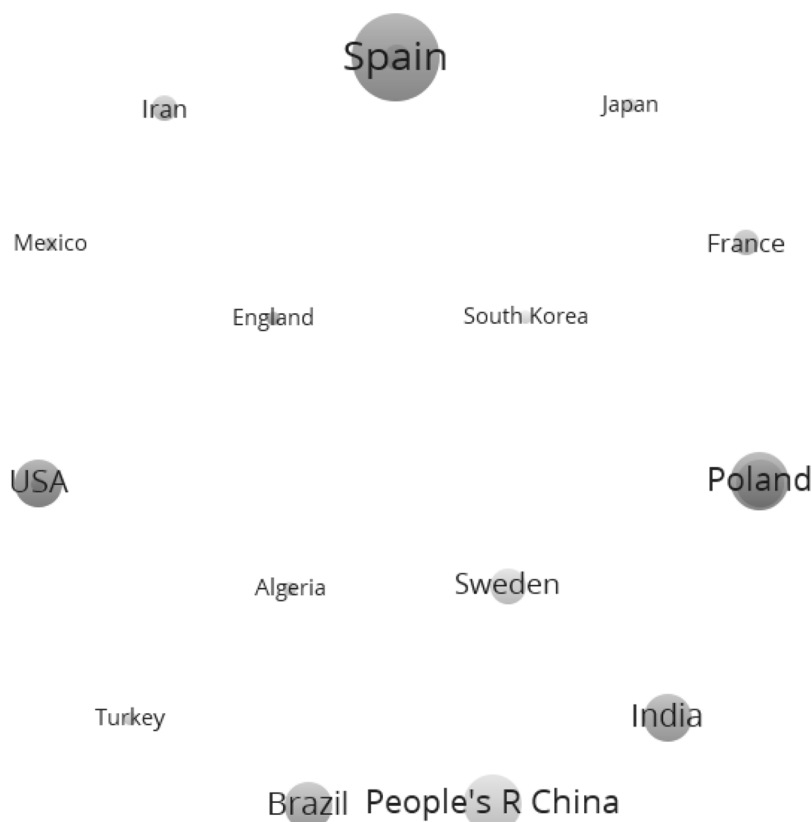 Spain
Iran
Japan
Mexico
France
England
South Korea
USA
Poland
Algeria
Sweden
Turkey
India
Brazil
People's R China